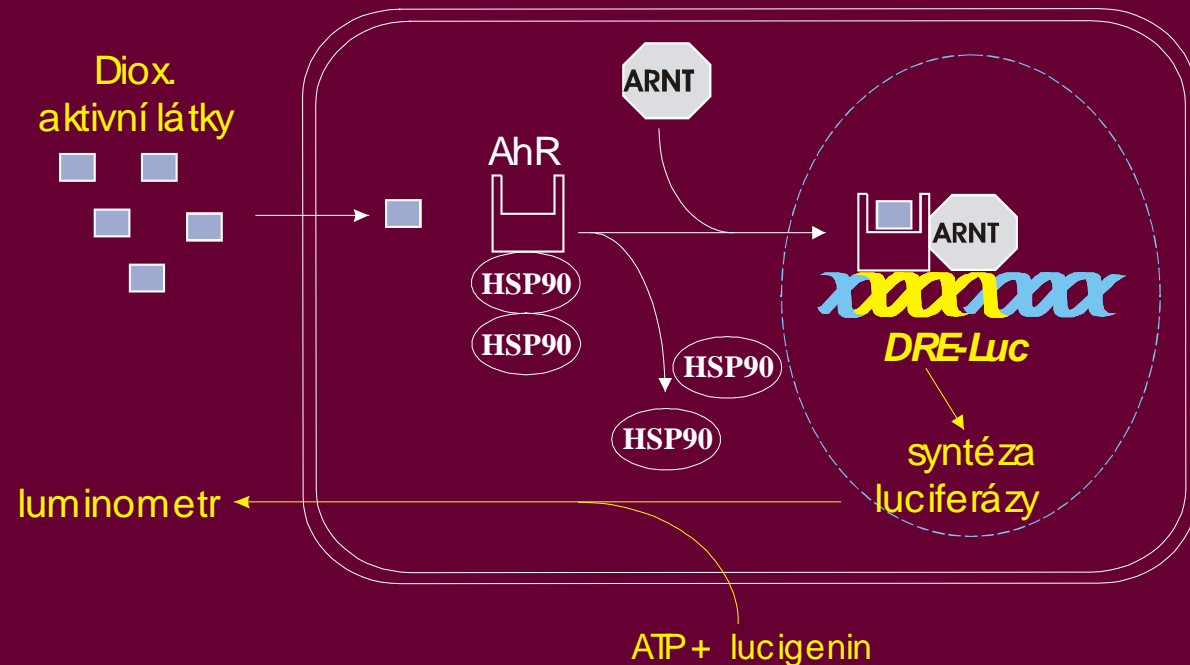 Diox.
aktivní látky
ARNT
AhR
HSP90
HSP90
HSP90
HSP90
ARNT
DRE-Luc
syntéza
luciferázy
luminometr
ATP + lucigenin